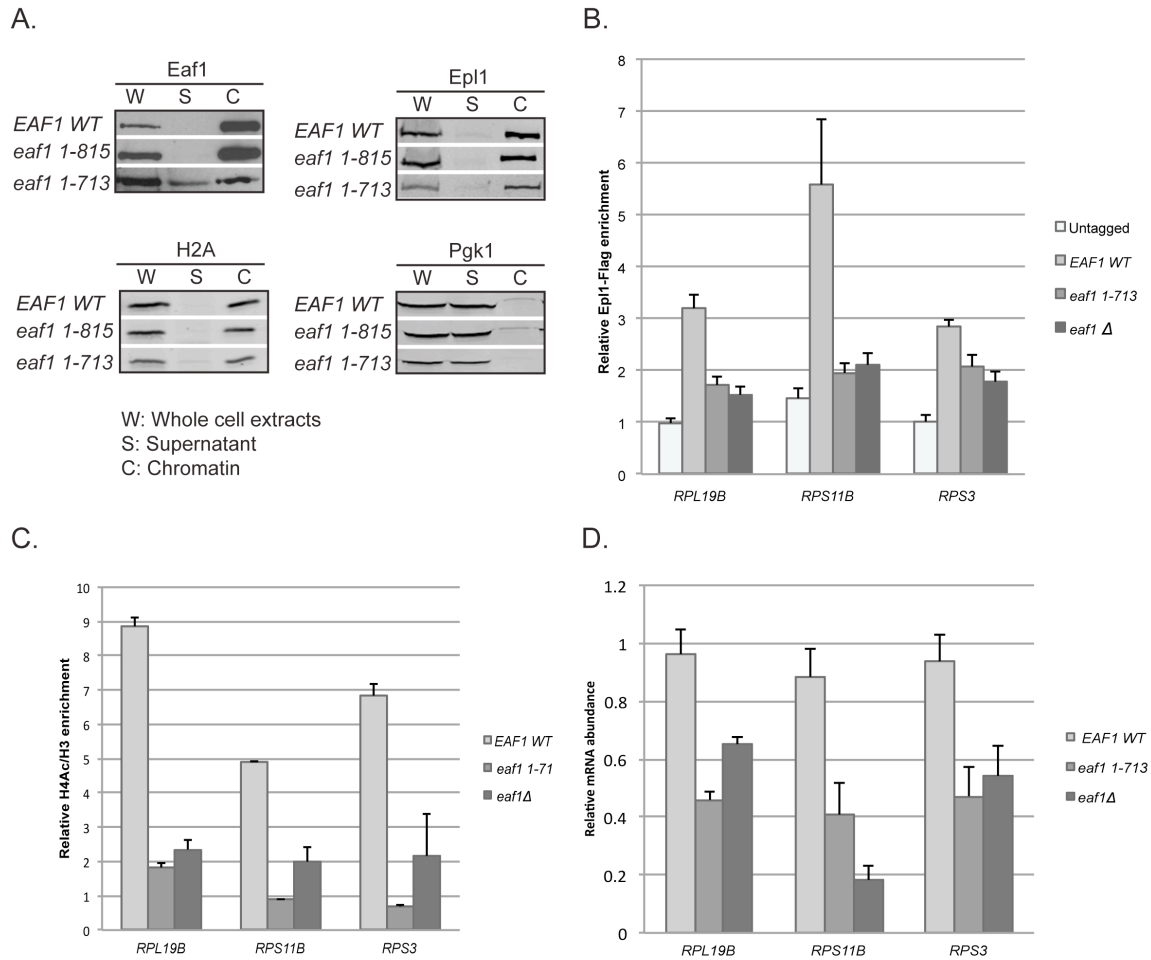 A.
Eaf1
W S C
EAF1 WT
eaf1 1-815
eaf1 1-713
Epl1
W S C
EAF1 WT
eaf1 1-815
eaf1 1-713
H2A
W S C
EAF1 WT
eaf1 1-815
eaf1 1-713
Pgk1
W S C
EAF1 WT
eaf1 1-815
eaf1 1-713
W: Whole cell extracts
S: Supernatant
C: Chromatin
B.
Relative Epl1-Flag enrichment
8
7
6
5
4
3
2
1
0
RPL19B RPS11B RPS3
Untagged
EAF1 WT
eaf1 1-713
eaf1 Δ
C.
Relative H4Ac/H3 enrichment
10
9
8
7
6
5
4
3
2
1
0
RPL19B RPS11B RPS3
EAF1 WT
eaf1 1-71
eaf1Δ
D.
Relative mRNA abundance
1.2
1
0.8
0.6
0.4
0.2
0
RPL19B RPS11B RPS3
EAF1 WT
eaf1 1-713
eaf1Δ